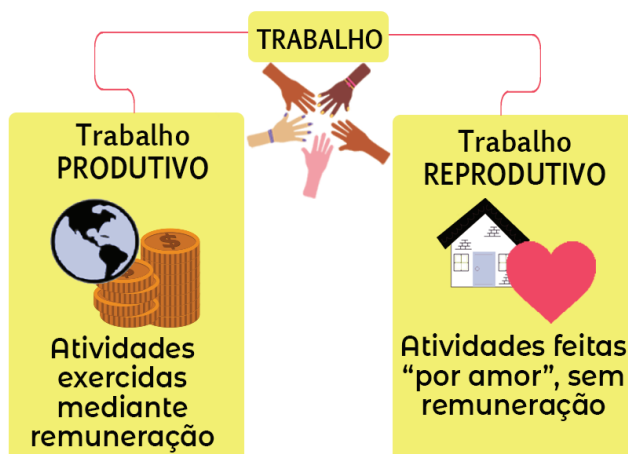 TRABALHO
Trabalho
PRODUTIVO
Atividades
exercidas
mediante
remuneração
Trabalho
REPRODUTIVO
Atividades feitas
“por amor”, sem
remuneração